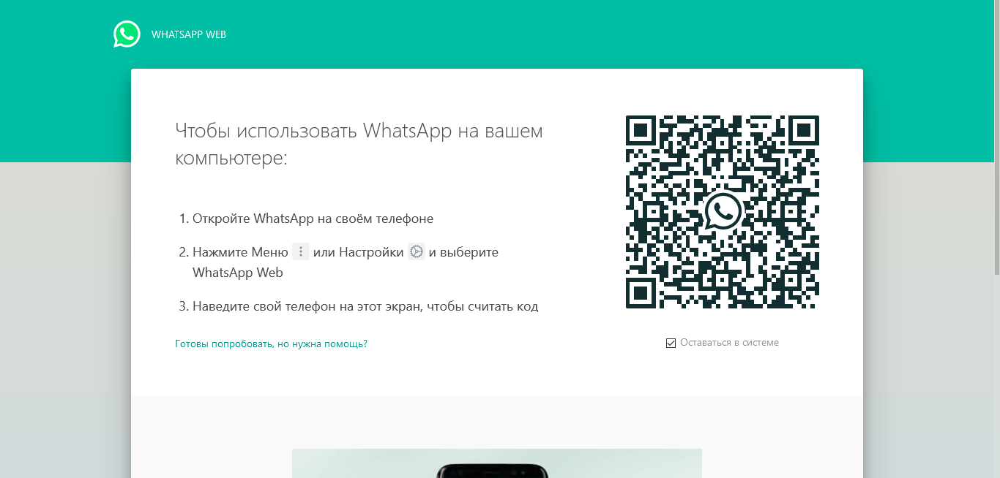 WHATSAPP WEB
Чтобы использовать WhatsApp на вашем
компьютере:
1. Откройте WhatsApp на своём телефоне
2. Нажмите Меню или Настройки и выберите
WhatsApp Web
3. Наведите свой телефон на этот экран, чтобы считать код
Готовы попробовать, но нужна помощь?
Оставаться в системе